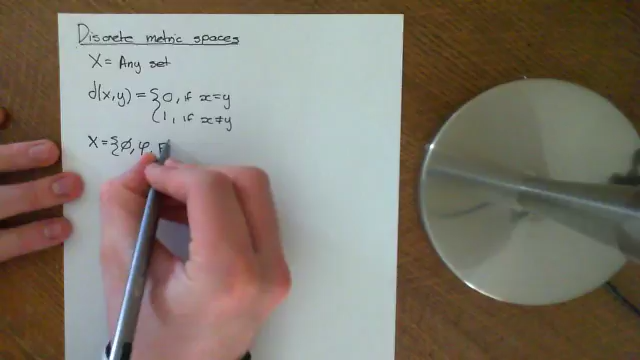 Discrete metric spaces
X = Any set
d(x,y) = { 0, if x=y
1, if x≠y
X = { ϕ, φ,